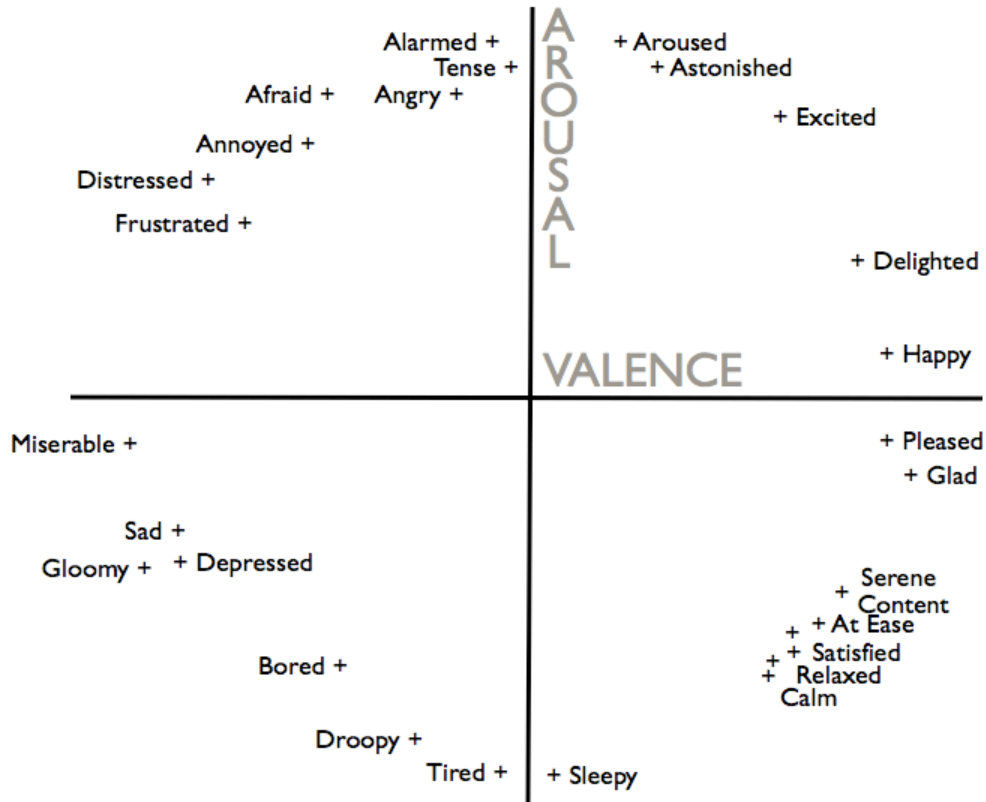 Alarmed
Aroused
Tense
Astonished
Afraid
Angry
Excited
Annoyed
Distressed
Frustrated
AROUSAL
Delighted
Happy
VALENCE
Miserable
Pleased
Glad
Sad
Depressed
Gloomy
Serene
Content
At Ease
Satisfied
Bored
Relaxed
Calm
Droopy
Tired
Sleepy